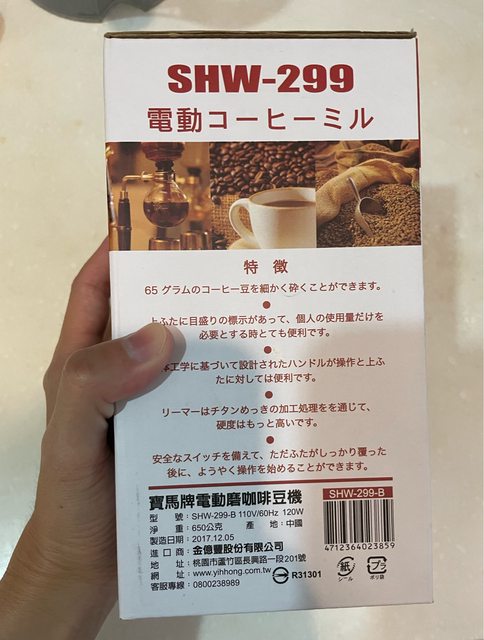 SHW-299
電動コーヒーミル
特 徴
65 グラムのコーヒー豆を細かく砕くことができます。
上ふたに目盛りの標示があって、個人の使用量だけを
必要とする時とても便利です。
工学に基づいて設計されたハンドルが操作と上ふ
たに対しては便利です。
リーマーはチタンめっきの加工処理をを通じて、
硬度はもっと高いです。
安全なスイッチを備えて、ただふたがしっかり覆った
後に、ようやく操作を始めることができます。
寶馬牌電動磨咖啡豆機
型 號：SHW-299-B 110V/60Hz 120W
淨 重：650公克 產 地：中國
製造日期：2017.12.05
進口商：金億豐股份有限公司
地 址：桃園市蘆竹區長興路一段201號
網 址：www.yihhong.com.tw
客服專線：0800238989
R31301
SHW-299-B
4712364023859
紙
シール
プラ
ポリ袋